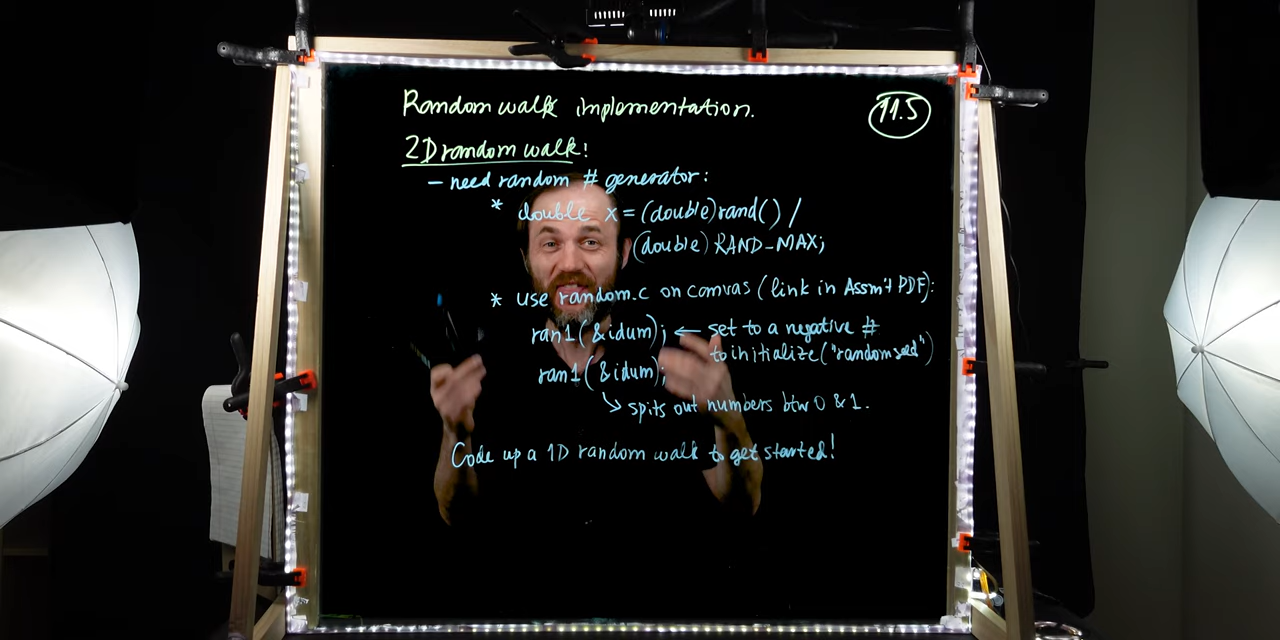 Random walk implementation.
11.5
2D random walk!
– need random # generator:
* double x = (double)rand() /
(double) RAND_MAX;
* use random.c on canvas (link in Assm't PDF):
ran1(&idum); ← set to a negative #
to initialize ("random seed")
ran1(&idum);
↳ spits out numbers btw 0 & 1.
Code up a 1D random walk to get started!